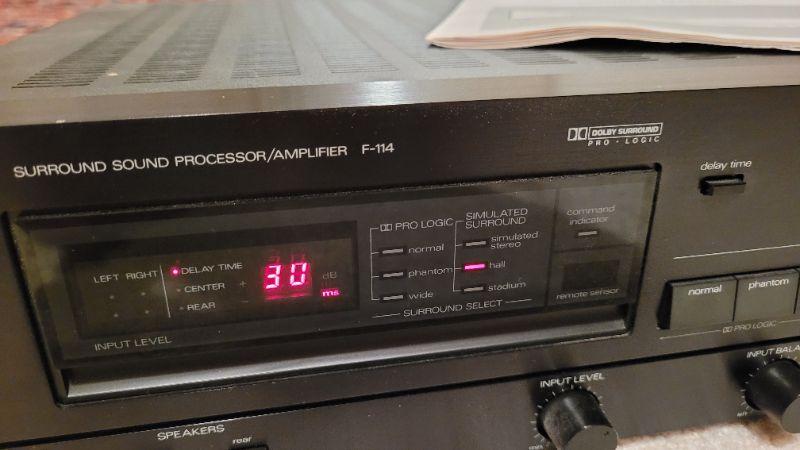 SURROUND SOUND PROCESSOR/AMPLIFIER F-114
DOLBY SURROUND
PRO · LOGIC
delay time
LEFT RIGHT
DELAY TIME
CENTER
REAR
+
30
dB
ms
INPUT LEVEL
PRO LOGIC
normal
phantom
wide
SIMULATED
SURROUND
simulated
stereo
hall
stadium
SURROUND SELECT
command
indicator
remote sensor
normal
phantom
PRO LOGIC
SPEAKERS
rear
INPUT LEVEL
INPUT BALA